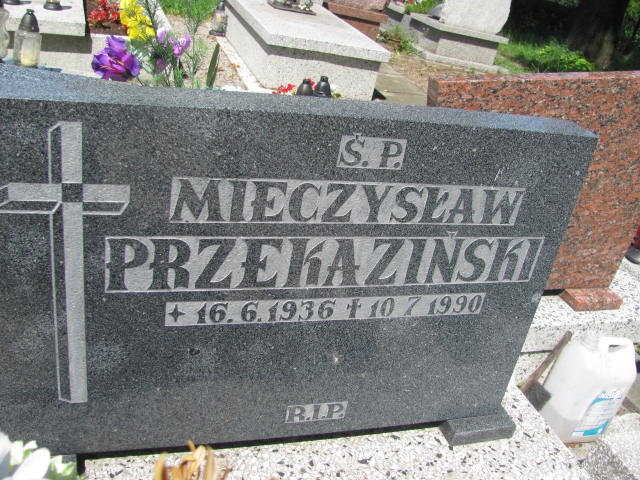 Ś. P.
MIECZYSŁAW
PRZEKAZIŃSKI
✦ 16.6.1936 ✝ 10.7 1990
R.I.P.